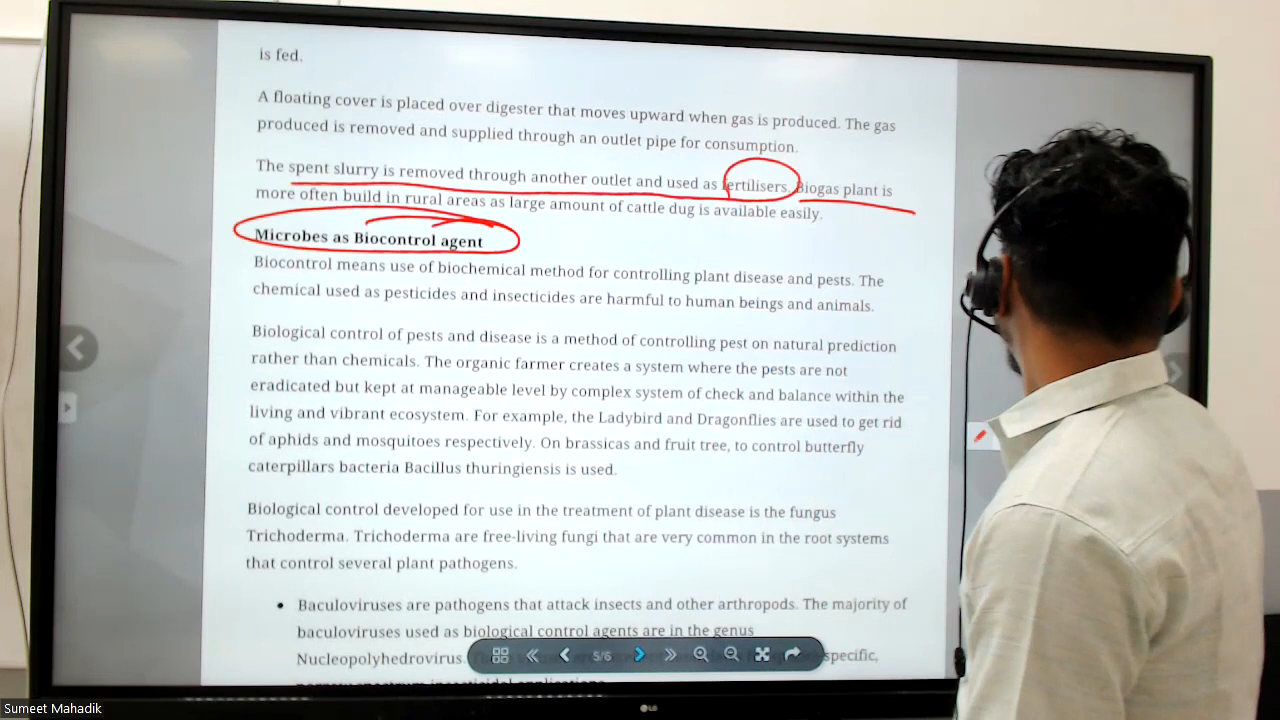 is fed.
A floating cover is placed over digester that moves upward when gas is produced. The gas
produced is removed and supplied through an outlet pipe for consumption.
The spent slurry is removed through another outlet and used as fertilisers. Biogas plant is
more often build in rural areas as large amount of cattle dug is available easily.
Microbes as Biocontrol agent
Biocontrol means use of biochemical method for controlling plant disease and pests. The
chemical used as pesticides and insecticides are harmful to human beings and animals.
Biological control of pests and disease is a method of controlling pest on natural prediction
rather than chemicals. The organic farmer creates a system where the pests are not
eradicated but kept at manageable level by complex system of check and balance within the
living and vibrant ecosystem. For example, the Ladybird and Dragonflies are used to get rid
of aphids and mosquitoes respectively. On brassicas and fruit tree, to control butterfly
caterpillars bacteria Bacillus thuringiensis is used.
Biological control developed for use in the treatment of plant disease is the fungus
Trichoderma. Trichoderma are free-living fungi that are very common in the root systems
that control several plant pathogens.
• Baculoviruses are pathogens that attack insects and other arthropods. The majority of
baculoviruses used as biological control agents are in the genus
Nucleopolyhedrovirus. specific,
5/6
LG
Sumeet Mahadik